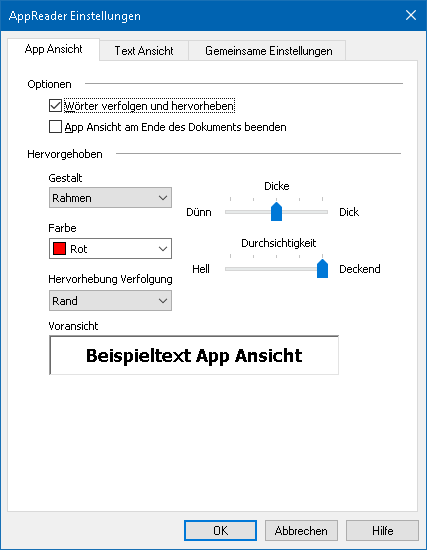 AppReader Einstellungen
App Ansicht
Text Ansicht
Gemeinsame Einstellungen
Optionen
Wörter verfolgen und hervorheben
App Ansicht am Ende des Dokuments beenden
Hervorgehoben
Gestalt
Rahmen
Dicke
Dünn
Dick
Farbe
Rot
Durchsichtigkeit
Hell
Deckend
Hervorhebung Verfolgung
Rand
Voransicht
Beispieltext App Ansicht
OK
Abbrechen
Hilfe